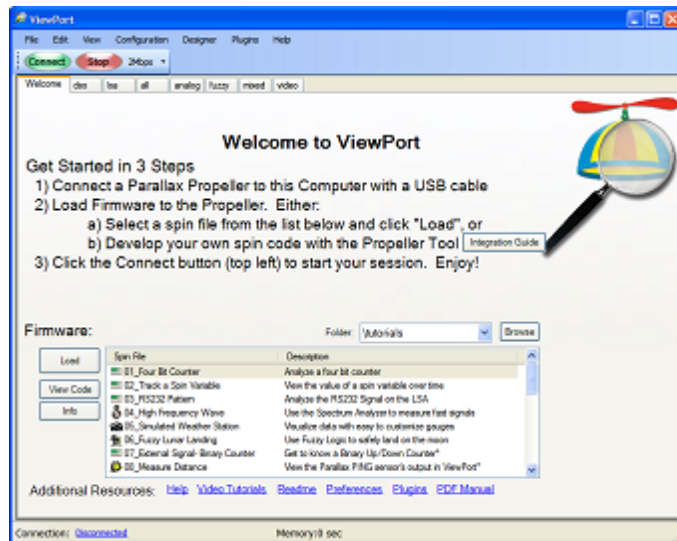 ViewPort
File Edit View Configuration Designer Plugins Help
Connect Stop 2Mbps
Welcome dso lsa all analog fuzzy mixed video
Welcome to ViewPort
Get Started in 3 Steps
1) Connect a Parallax Propeller to this Computer with a USB cable
2) Load Firmware to the Propeller. Either:
a) Select a spin file from the list below and click "Load", or
b) Develop your own spin code with the Propeller Tool Integration Guide
3) Click the Connect button (top left) to start your session. Enjoy!
Firmware: Folder: \tutorials Browse
Load View Code Info
Spin File Description
01_Four Bit Counter Analyze a four bit counter
02_Track a Spin Variable View the value of a spin variable over time
03_RS232 Pattern Analyze the RS232 Signal on the LSA
04_High Frequency Wave Use the Spectrum Analyzer to measure fast signals
05_Simulated Weather Station Visualize data with easy to customize gauges
06_Fuzzy Lunar Landing Use Fuzzy Logic to safely land on the moon
07_External Signal- Binary Counter Get to know a Binary Up/Down Counter*
08_Measure Distance View the Parallax PING sensor's output in ViewPort*
Additional Resources: Help Video Tutorials Readme Preferences Plugins PDF Manual
Connection: Disconnected Memory:0 sec